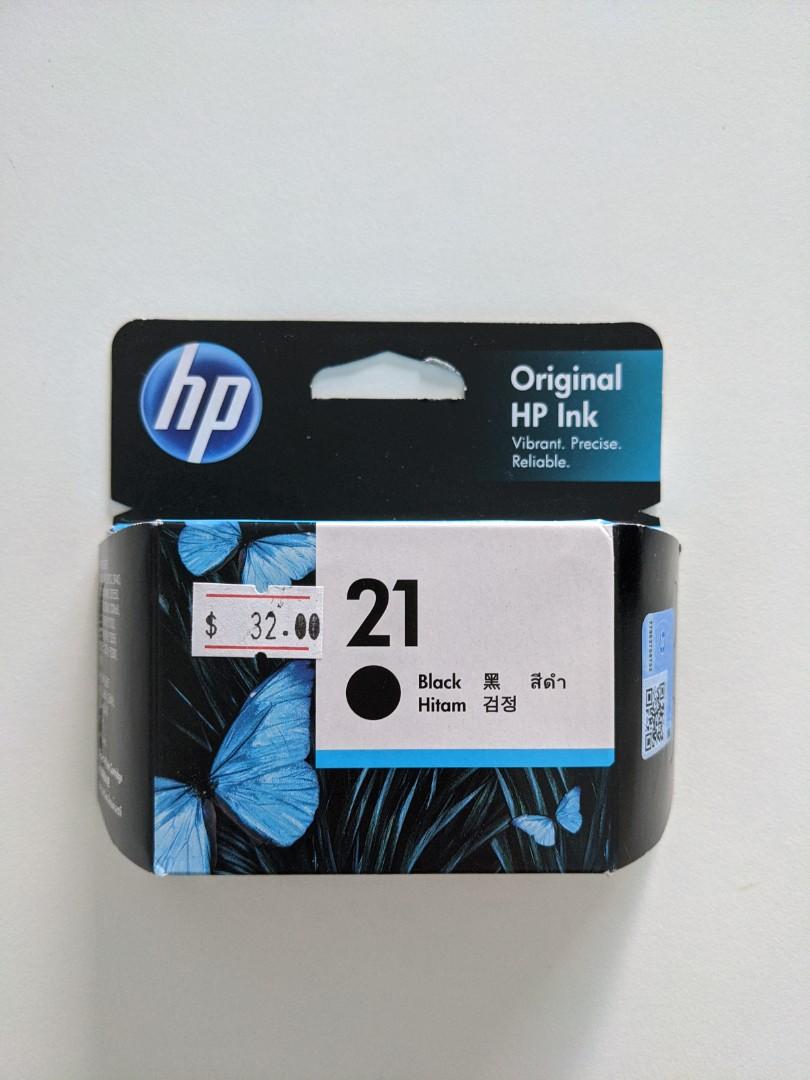 hp
Original
HP Ink
Vibrant. Precise.
Reliable.
$ 32.00
21
Black 黑 สีดำ
Hitam 검정